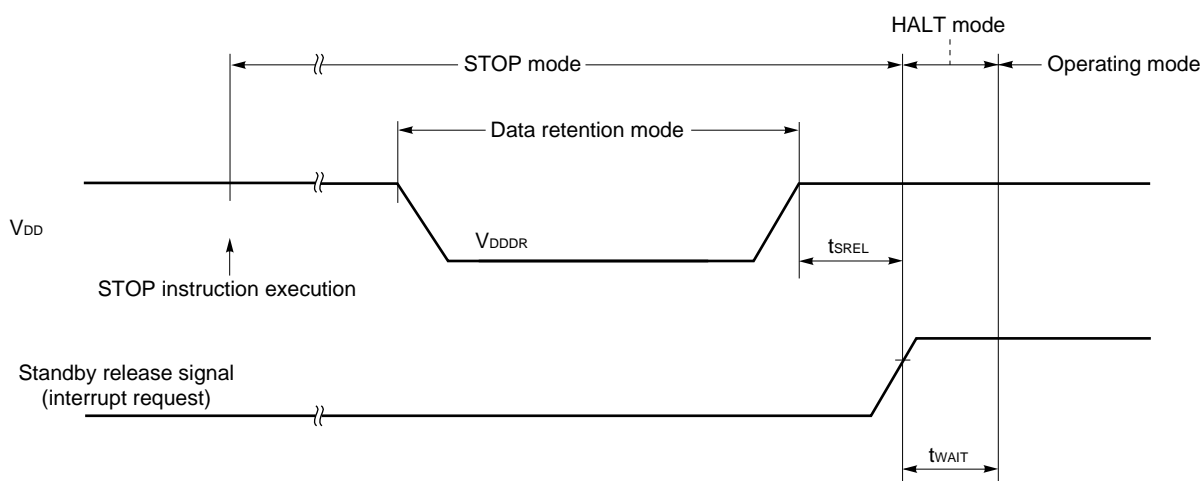 HALT mode
STOP mode
Operating mode
Data retention mode
VDD
VDDDR
tSREL
STOP instruction execution
Standby release signal
(interrupt request)
tWAIT